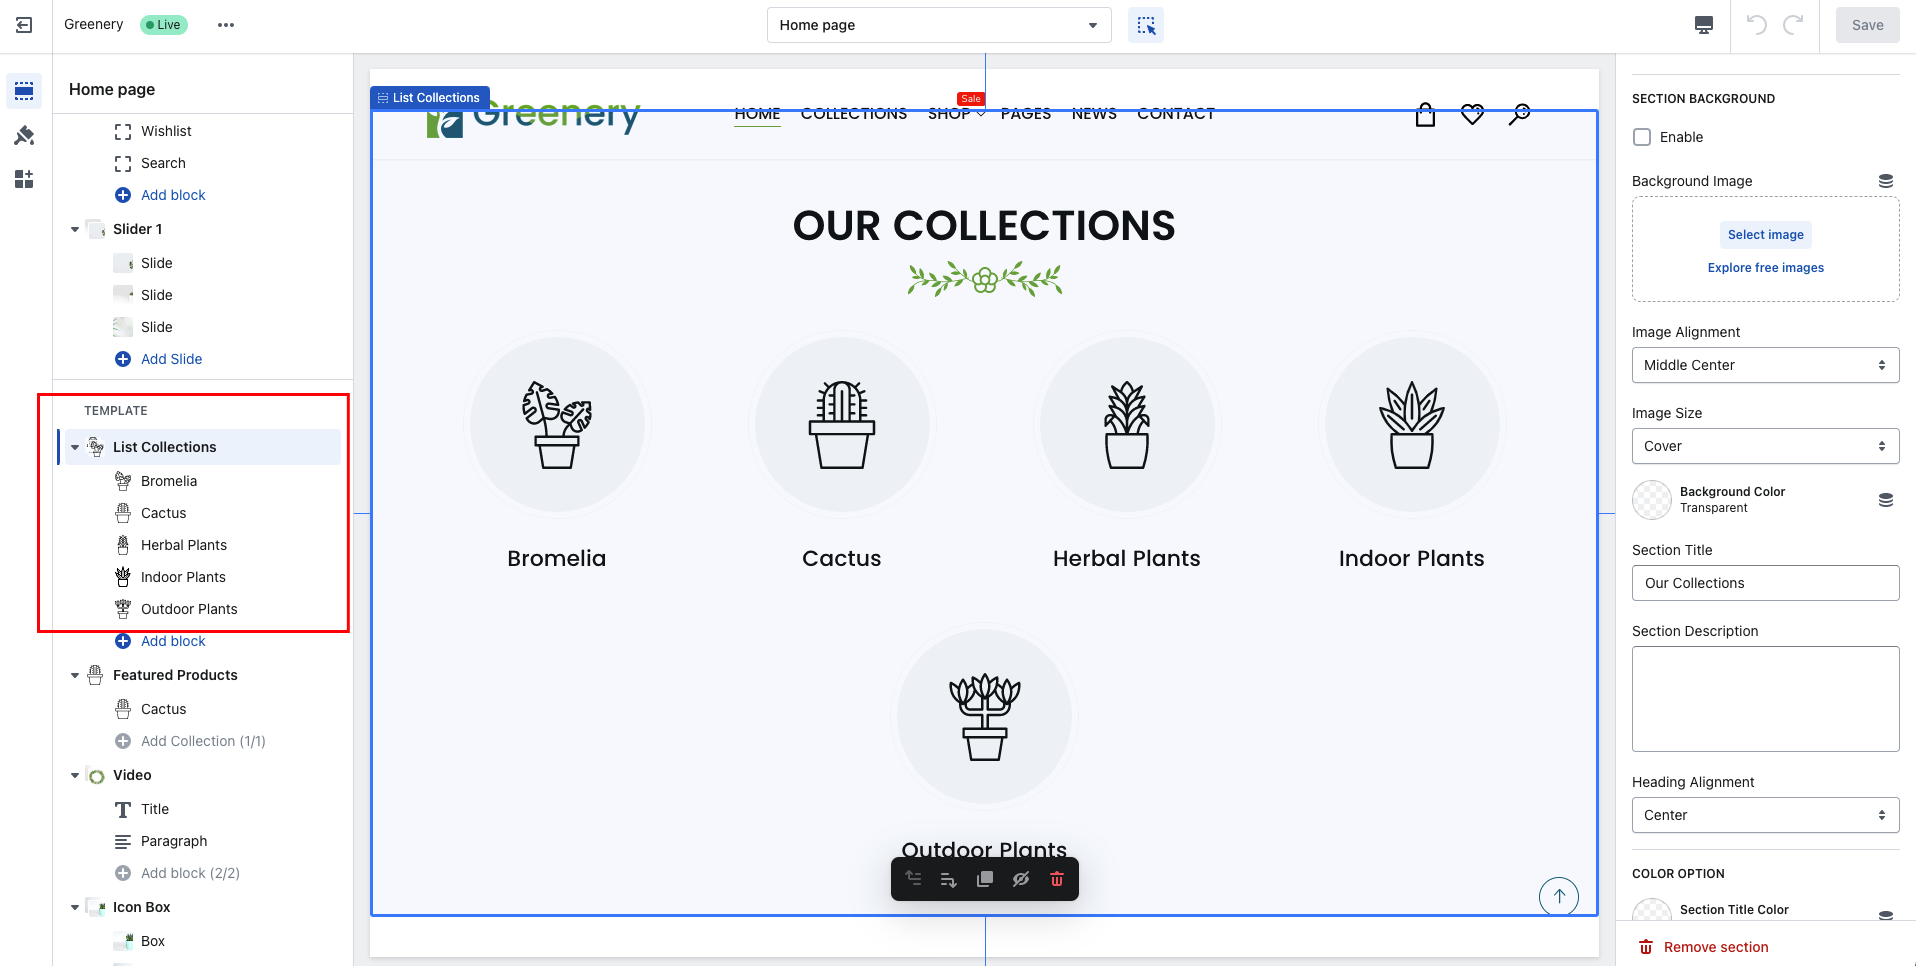 Greenery
Live
Home page
Save
Home page
Wishlist
Search
Add block
Slider 1
Slide
Slide
Slide
Add Slide
TEMPLATE
List Collections
Bromelia
Cactus
Herbal Plants
Indoor Plants
Outdoor Plants
Add block
Featured Products
Cactus
Add Collection (1/1)
Video
Title
Paragraph
Add block (2/2)
Icon Box
Box
List Collections
Greenery
Sale
HOME COLLECTIONS SHOP PAGES NEWS CONTACT
OUR COLLECTIONS
Bromelia
Cactus
Herbal Plants
Indoor Plants
Outdoor Plants
SECTION BACKGROUND
Enable
Background Image
Select image
Explore free images
Image Alignment
Middle Center
Image Size
Cover
Background Color
Transparent
Section Title
Our Collections
Section Description
Heading Alignment
Center
COLOR OPTION
Section Title Color
Remove section